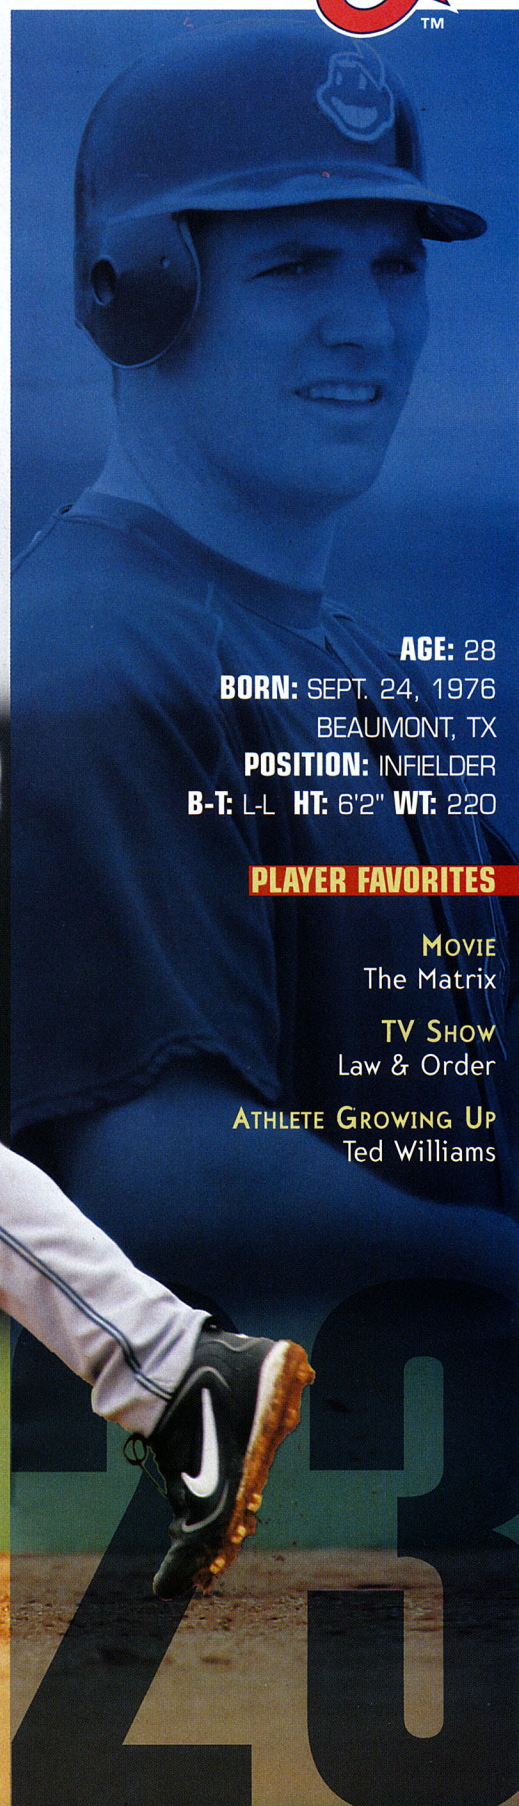 TM
AGE: 28
BORN: SEPT. 24, 1976
BEAUMONT, TX
POSITION: INFIELDER
B-T: L-L HT: 6'2" WT: 220
PLAYER FAVORITES
MOVIE
The Matrix
TV SHOW
Law & Order
ATHLETE GROWING UP
Ted Williams
23